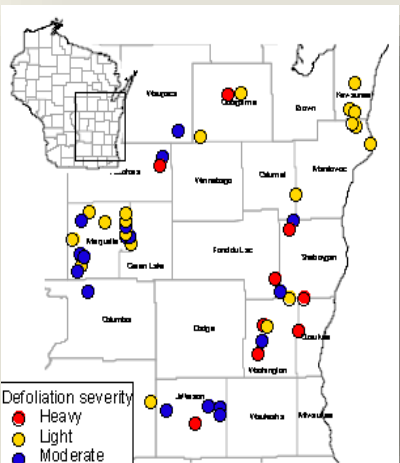 Waupaca
Outagamie
Brown
Kewaunee
Waushara
Winnebago
Calumet
Manitowoc
Marquette
Green Lake
Fond du Lac
Sheboygan
Columbia
Dodge
Ozaukee
Washington
Jefferson
Waukesha
Milwaukee
Defoliation severity
Heavy
Light
Moderate